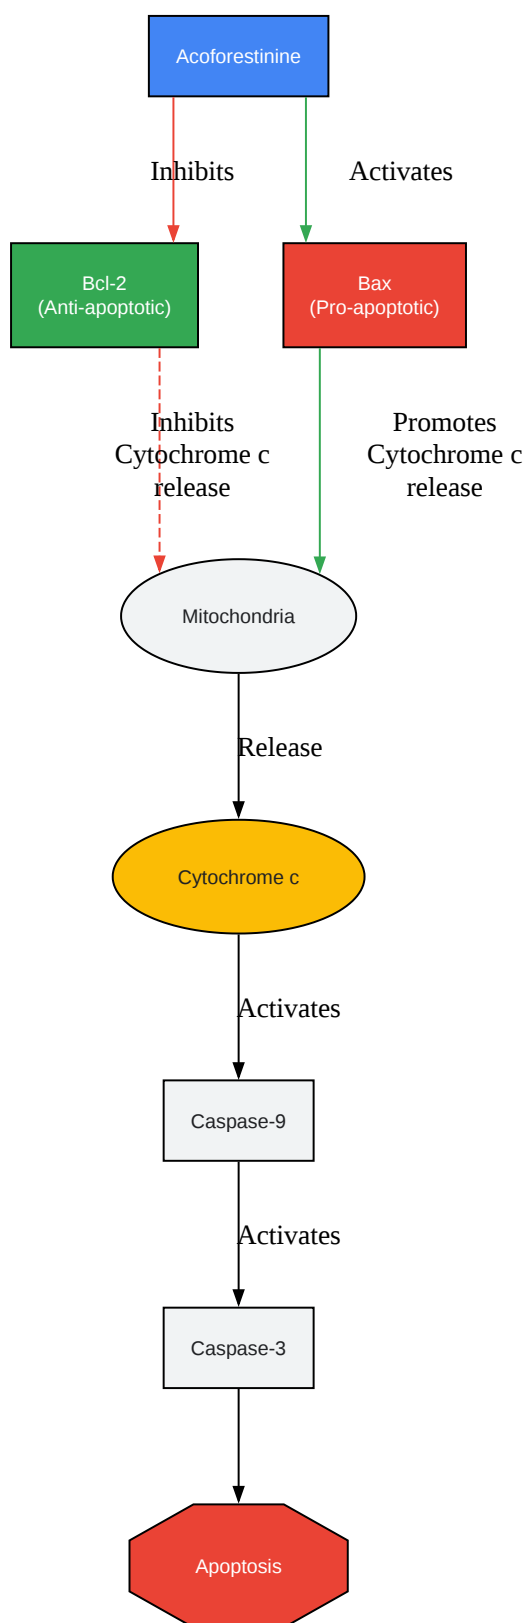 Acoforestinine
Inhibits
Activates
Bcl-2
(Anti-apoptotic)
Bax
(Pro-apoptotic)
Inhibits
Cytochrome c
release
Promotes
Cytochrome c
release
Mitochondria
Release
Cytochrome c
Activates
Caspase-9
Activates
Caspase-3
Apoptosis